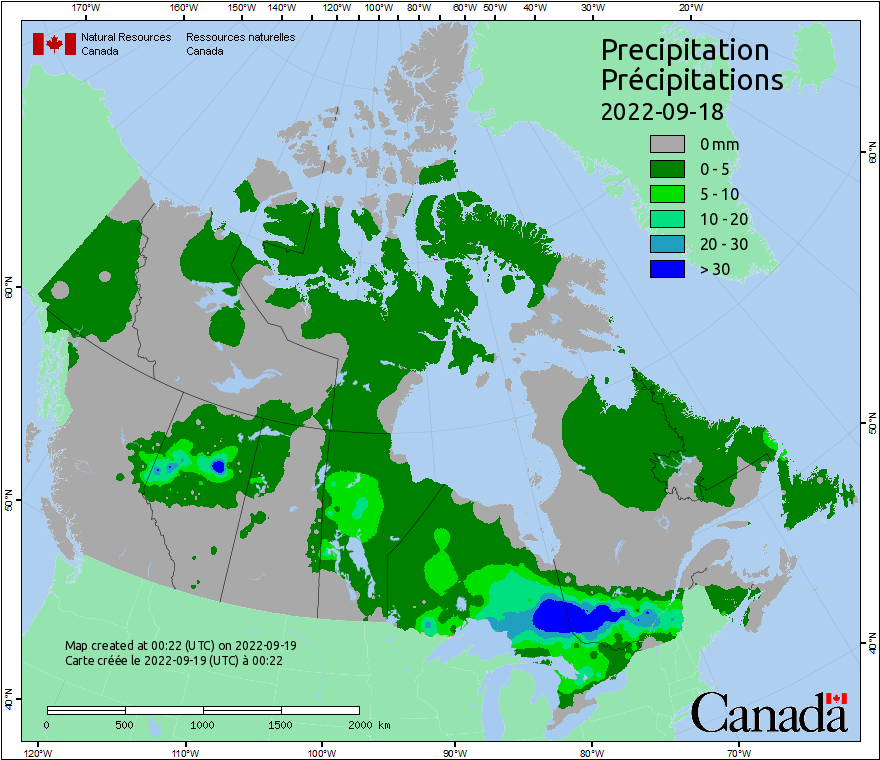 170°W 160°W 150°W 140°W 120°W 100°W 80°W 60°W 50°W 40°W 30°W 20°W
Natural Resources Ressources naturelles
Canada Canada
Precipitation
Précipitations
2022-09-18
0 mm
0 - 5
5 - 10
10 - 20
20 - 30
> 30
60°N 60°N
50°N 50°N
40°N 40°N
Map created at 00:22 (UTC) on 2022-09-19
Carte créée le 2022-09-19 (UTC) à 00:22
0 500 1000 1500 2000 km
Canada
120°W 110°W 100°W 90°W 80°W 70°W